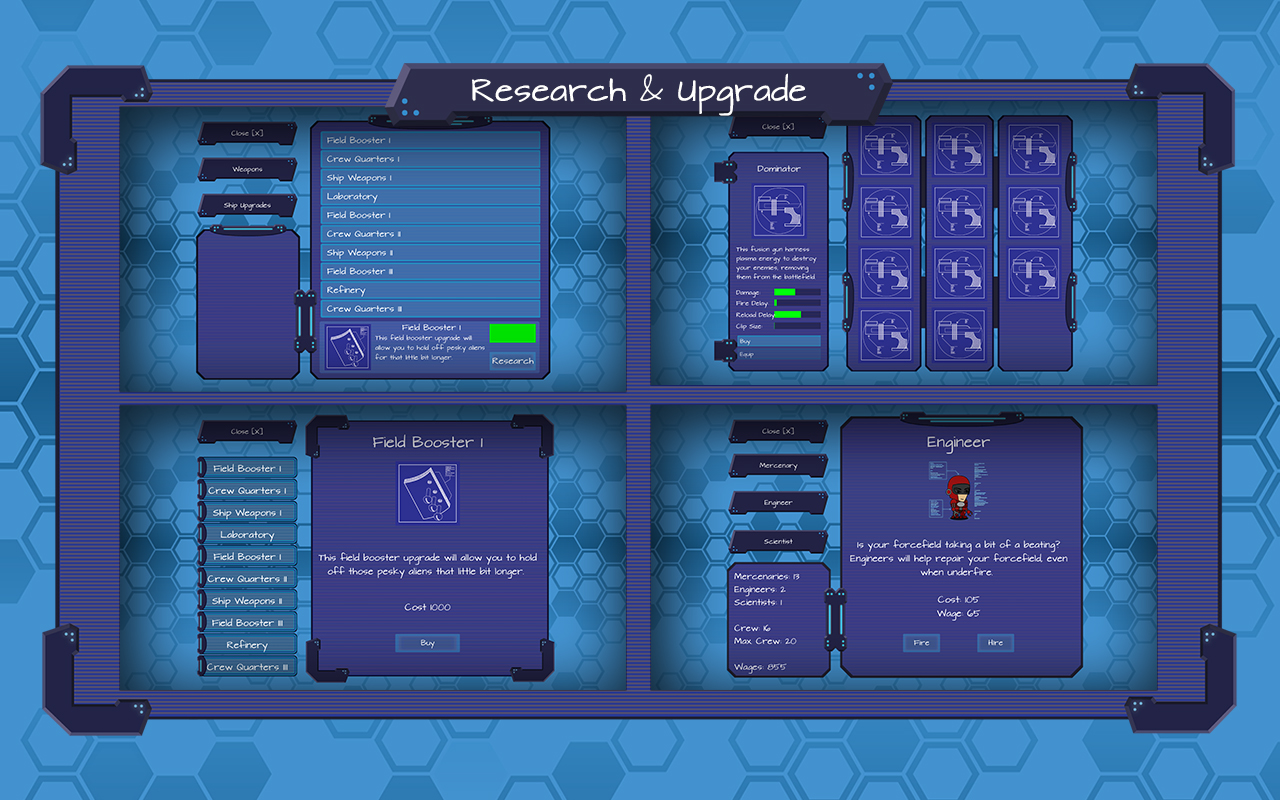 Research & Upgrade
Close [X]
Weapons
Ship Upgrades
Field Booster I
Crew Quarters I
Ship Weapons I
Laboratory
Field Booster I
Crew Quarters II
Ship Weapons II
Field Booster III
Refinery
Crew Quarters III
Field Booster I
This field booster upgrade will
allow you to hold off pesky aliens
for that little bit longer.
Research
Close [X]
Dominator
This fusion gun harness
plasma energy to destroy
your enemies, removing
them from the battlefield.
Damage:
Fire Delay:
Reload Delay:
Clip Size:
Buy
Equip
Close [X]
Field Booster I
Crew Quarters I
Ship Weapons I
Laboratory
Field Booster I
Crew Quarters II
Ship Weapons II
Field Booster III
Refinery
Crew Quarters III
Field Booster I
This field booster upgrade will allow you to hold
off those pesky aliens that little bit longer.
Cost 1000
Buy
Close [X]
Mercenary
Engineer
Scientist
Mercenaries: 13
Engineers: 2
Scientists: 1
Crew: 16
Max Crew: 20
Wages: 855
Engineer
Is your forcefield taking a bit of a beating?
Engineers will help repair your forcefield, even
when underfire.
Cost: 105
Wage: 65
Fire
Hire